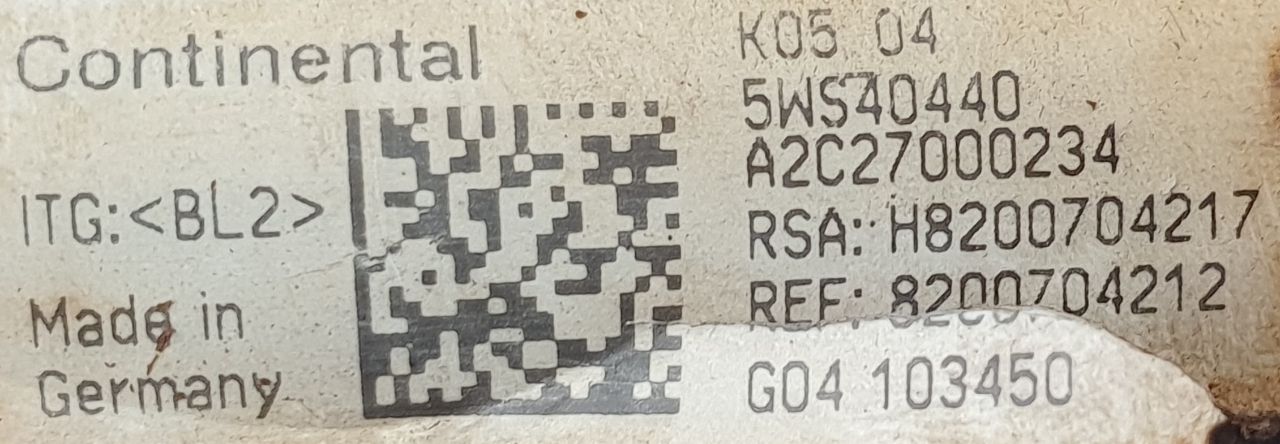 Continental
ITG:<BL2>
Made in
Germany
K05 04
5WS40440
A2C27000234
RSA: H8200704217
REF: 8200704212
G04 103450